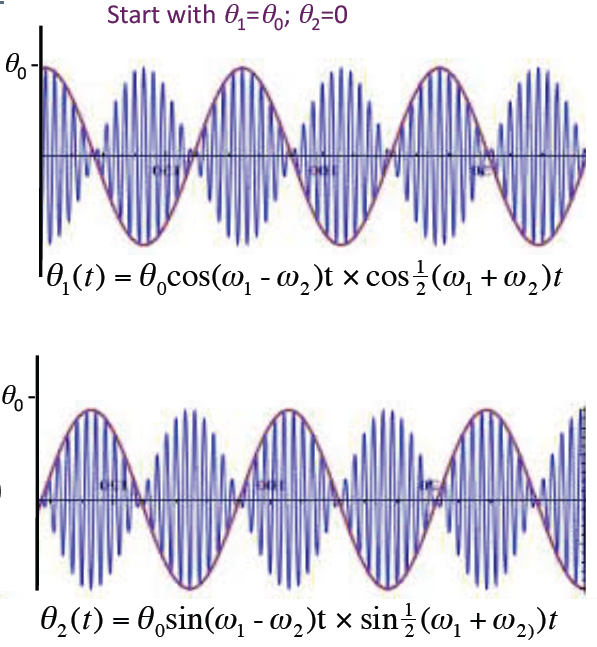 Start with θ₁=θ₀; θ₂=0
θ₀
θ₁(t) = θ₀cos(ω₁ - ω₂)t × cos½(ω₁ + ω₂)t
θ₀
)
θ₂(t) = θ₀sin(ω₁ - ω₂)t × sin½(ω₁ + ω₂₎)t